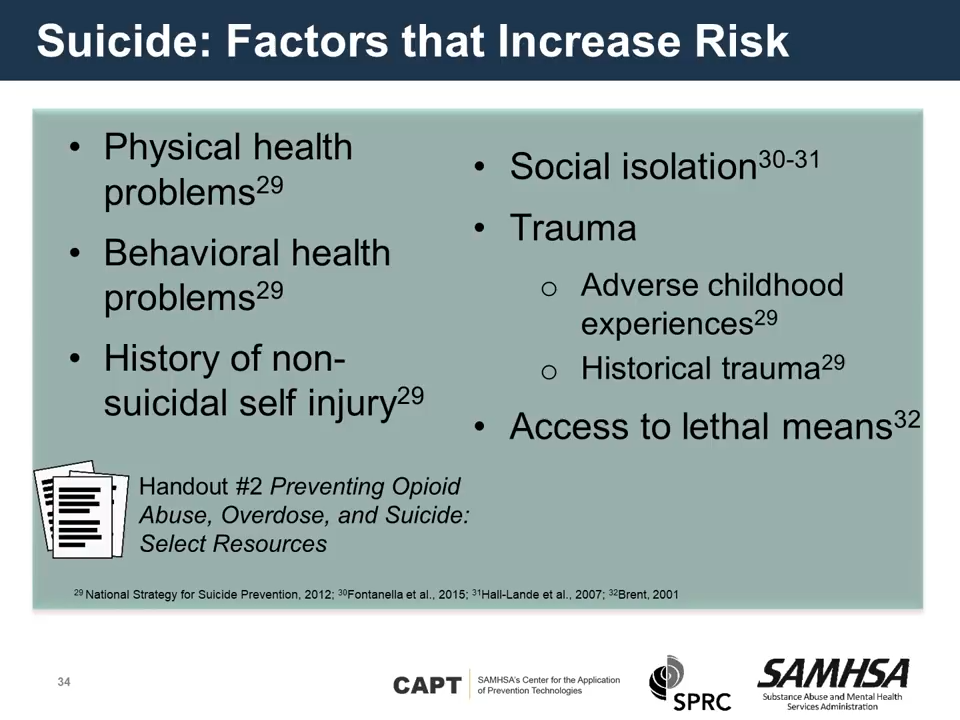 Suicide: Factors that Increase Risk
• Physical health
problems29
• Behavioral health
problems29
• History of non-
suicidal self injury29
• Social isolation30-31
• Trauma
o Adverse childhood
experiences29
o Historical trauma29
• Access to lethal means32
Handout #2 Preventing Opioid
Abuse, Overdose, and Suicide:
Select Resources
29 National Strategy for Suicide Prevention, 2012; 30Fontanella et al., 2015; 31Hall-Lande et al., 2007; 32Brent, 2001
34
CAPT
SAMHSA's Center for the Application
of Prevention Technologies
SPRC
SAMHSA
Substance Abuse and Mental Health
Services Administration